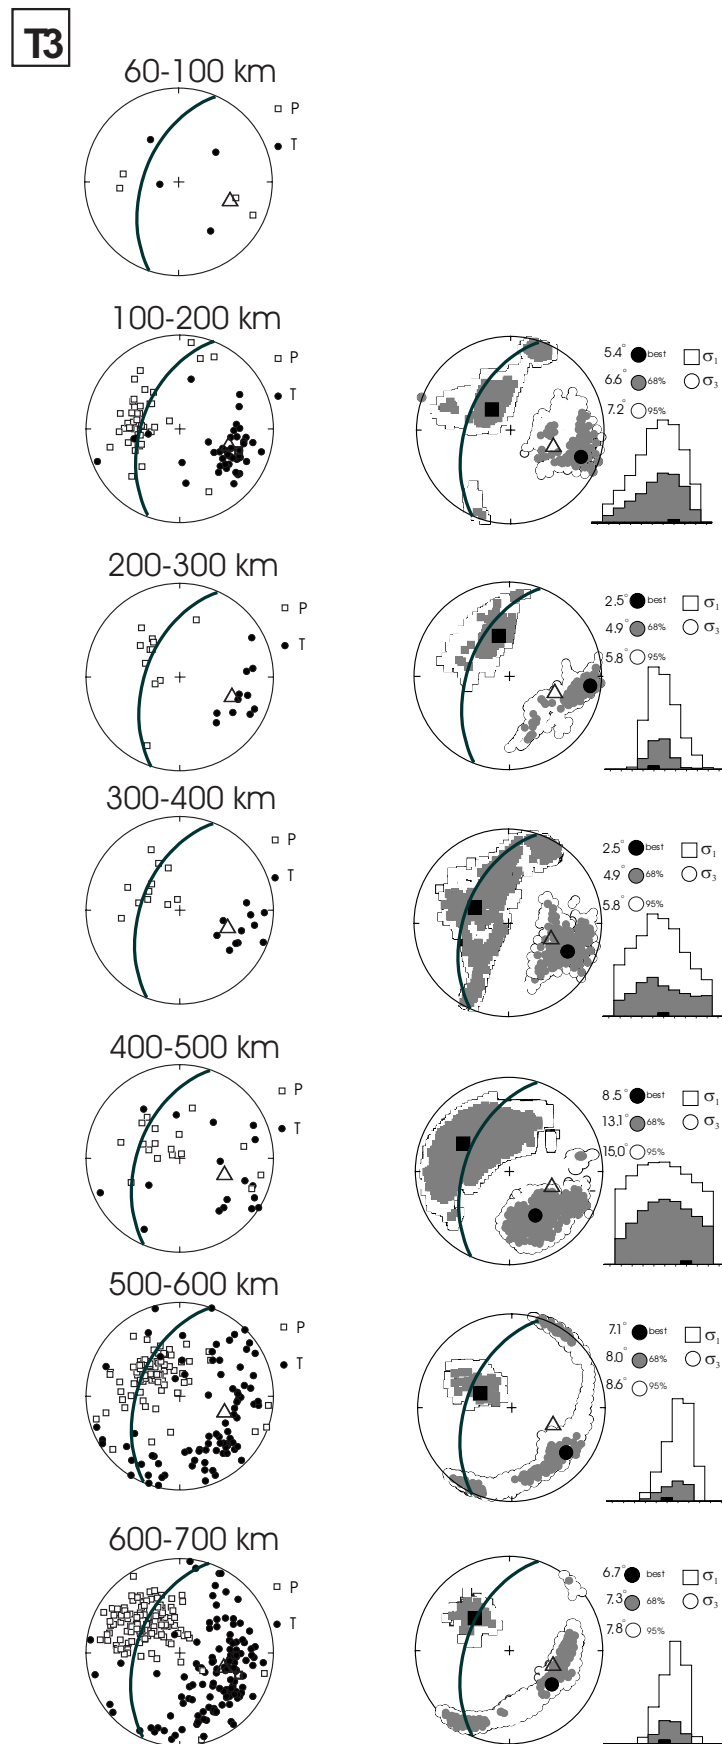 T3
60-100 km
P
T
100-200 km
P
T
5.4° best σ1
6.6° 68% σ3
7.2° 95%
200-300 km
P
T
2.5° best σ1
4.9° 68% σ3
5.8° 95%
300-400 km
P
T
2.5° best σ1
4.9° 68% σ3
5.8° 95%
400-500 km
P
T
8.5° best σ1
13.1° 68% σ3
15.0° 95%
500-600 km
P
T
7.1° best σ1
8.0° 68% σ3
8.6° 95%
600-700 km
P
T
6.7° best σ1
7.3° 68% σ3
7.8° 95%